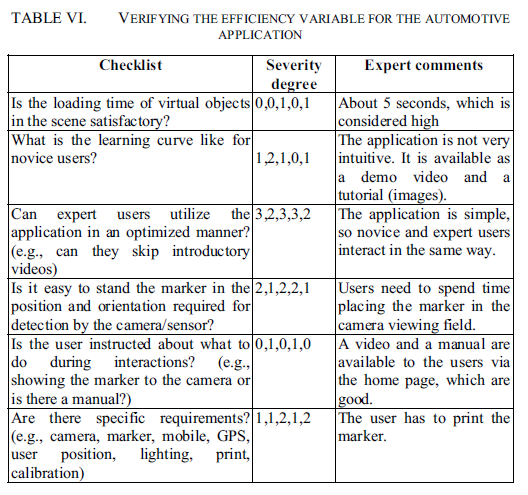 TABLE VI. VERIFYING THE EFFICIENCY VARIABLE FOR THE AUTOMOTIVE
APPLICATION
Checklist
Severity
degree
Expert comments
Is the loading time of virtual objects
in the scene satisfactory?
0,0,1,0,1
About 5 seconds, which is
considered high
What is the learning curve like for
novice users?
1,2,1,0,1
The application is not very
intuitive. It is available as
a demo video and a
tutorial (images).
Can expert users utilize the
application in an optimized manner?
(e.g., can they skip introductory
videos)
3,2,3,3,2
The application is simple,
so novice and expert users
interact in the same way.
Is it easy to stand the marker in the
position and orientation required for
detection by the camera/sensor?
2,1,2,2,1
Users need to spend time
placing the marker in the
camera viewing field.
Is the user instructed about what to
do during interactions? (e.g.,
showing the marker to the camera or
is there a manual?)
0,1,0,1,0
A video and a manual are
available to the users via
the home page, which are
good.
Are there specific requirements?
(e.g., camera, marker, mobile, GPS,
user position, lighting, print,
calibration)
1,1,2,1,2
The user has to print the
marker.